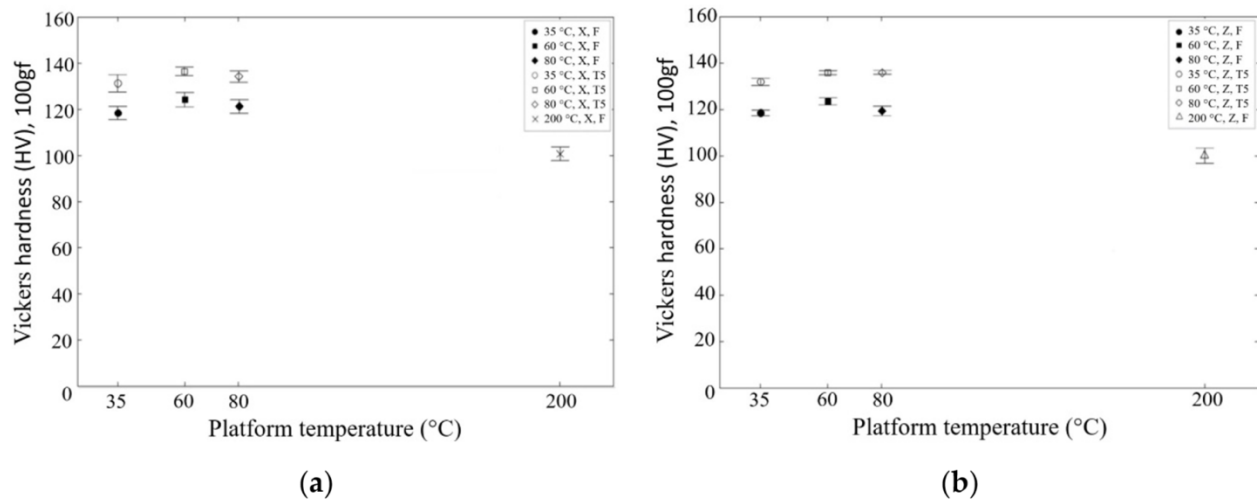 160
140
120
100
80
60
40
20
0
Vickers hardness (HV), 100gf
35 °C, X, F
60 °C, X, F
80 °C, X, F
35 °C, X, T5
60 °C, X, T5
80 °C, X, T5
200 °C, X, F
35
60
80
200
Platform temperature (°C)
(a)
160
140
120
100
80
60
40
20
0
Vickers hardness (HV), 100gf
35 °C, Z, F
60 °C, Z, F
80 °C, Z, F
35 °C, Z, T5
60 °C, Z, T5
80 °C, Z, T5
200 °C, Z, F
35
60
80
200
Platform temperature (°C)
(b)